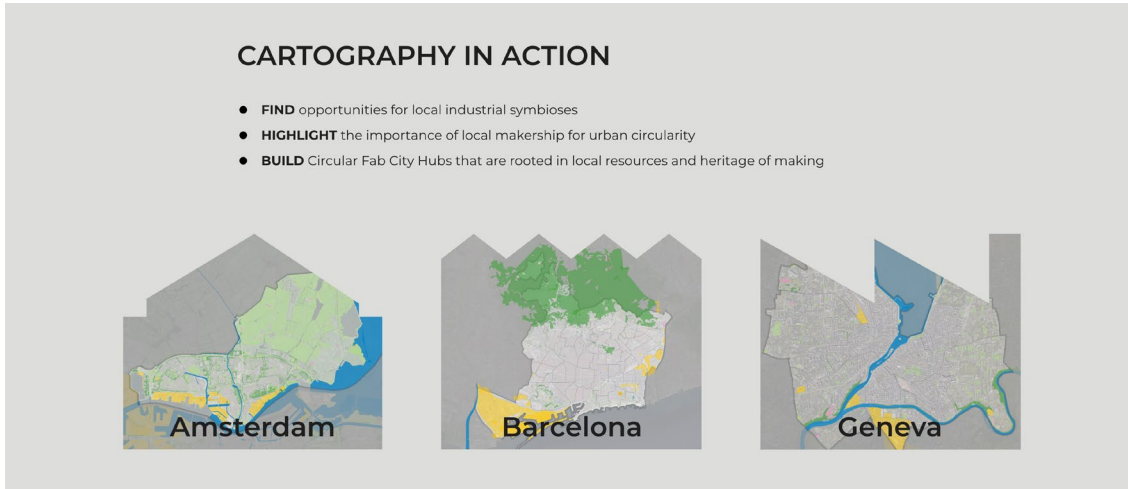 CARTOGRAPHY IN ACTION
● FIND opportunities for local industrial symbioses
● HIGHLIGHT the importance of local makership for urban circularity
● BUILD Circular Fab City Hubs that are rooted in local resources and heritage of making
Amsterdam
Barcelona
Geneva